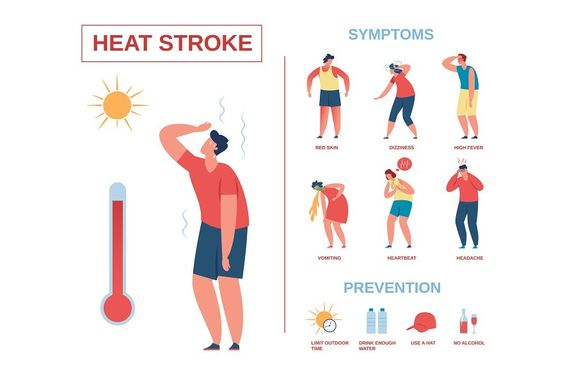 HEAT STROKE
SYMPTOMS
RED SKIN
DIZZINESS
HIGH FEVER
VOMITING
HEARTBEAT
HEADACHE
PREVENTION
LIMIT OUTDOOR
TIME
DRINK ENOUGH
WATER
USE A HAT
NO ALCOHOL